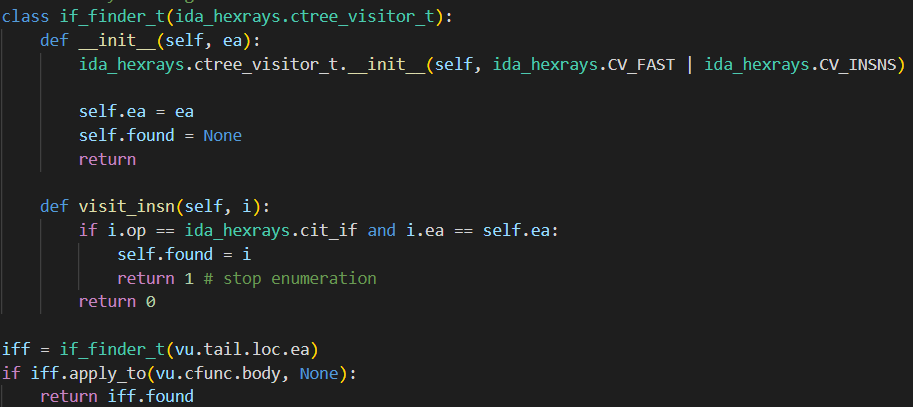 class if_finder_t(ida_hexrays.ctree_visitor_t):
    def __init__(self, ea):
        ida_hexrays.ctree_visitor_t.__init__(self, ida_hexrays.CV_FAST | ida_hexrays.CV_INSNS)

        self.ea = ea
        self.found = None
        return

    def visit_insn(self, i):
        if i.op == ida_hexrays.cit_if and i.ea == self.ea:
            self.found = i
            return 1 # stop enumeration
        return 0

iff = if_finder_t(vu.tail.loc.ea)
if iff.apply_to(vu.cfunc.body, None):
    return iff.found